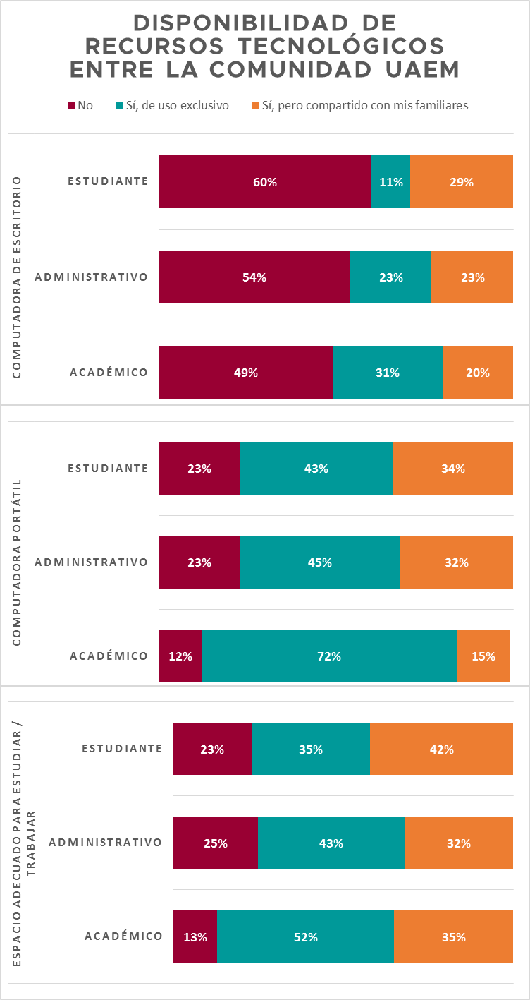 DISPONIBILIDAD DE
RECURSOS TECNOLÓGICOS
ENTRE LA COMUNIDAD UAEM
No Sí, de uso exclusivo Sí, pero compartido con mis familiares
COMPUTADORA DE ESCRITORIO
ESTUDIANTE 60% 11% 29%
ADMINISTRATIVO 54% 23% 23%
ACADÉMICO 49% 31% 20%
COMPUTADORA PORTÁTIL
ESTUDIANTE 23% 43% 34%
ADMINISTRATIVO 23% 45% 32%
ACADÉMICO 12% 72% 15%
ESPACIO ADECUADO PARA ESTUDIAR /
TRABAJAR
ESTUDIANTE 23% 35% 42%
ADMINISTRATIVO 25% 43% 32%
ACADÉMICO 13% 52% 35%